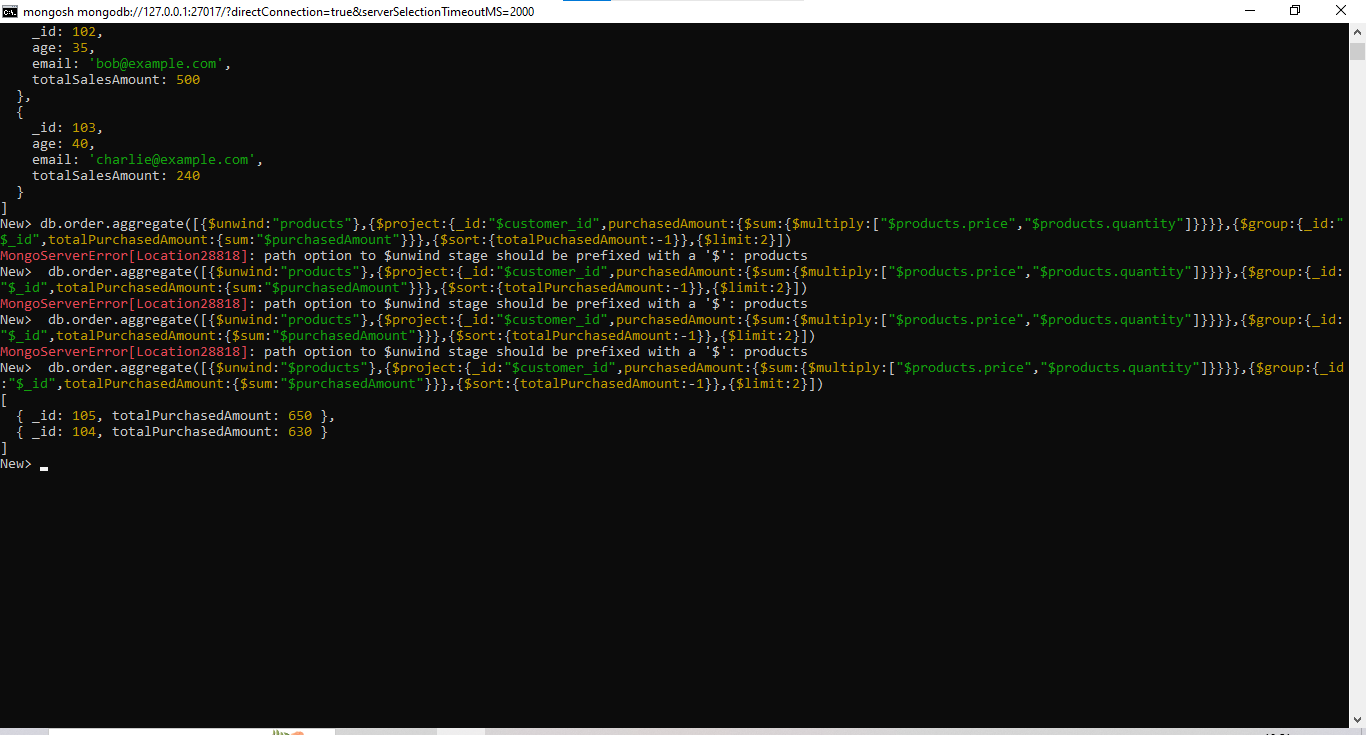 mongosh mongodb://127.0.0.1:27017/?directConnection=true&serverSelectionTimeoutMS=2000
_id: 102,
age: 35,
email: 'bob@example.com',
totalSalesAmount: 500
},
{
_id: 103,
age: 40,
email: 'charlie@example.com',
totalSalesAmount: 240
}
]
New> db.order.aggregate([{$unwind:"products"},{$project:{_id:"$customer_id",purchasedAmount:{$sum:{$multiply:["$products.price","$products.quantity"]}}}},{$group:{_id:"
$_id",totalPurchasedAmount:{sum:"$purchasedAmount"}}},{$sort:{totalPuchasedAmount:-1}},{$limit:2}])
MongoServerError[Location28818]: path option to $unwind stage should be prefixed with a '$': products
New>  db.order.aggregate([{$unwind:"products"},{$project:{_id:"$customer_id",purchasedAmount:{$sum:{$multiply:["$products.price","$products.quantity"]}}}},{$group:{_id:
"$_id",totalPurchasedAmount:{sum:"$purchasedAmount"}}},{$sort:{totalPurchasedAmount:-1}},{$limit:2}])
MongoServerError[Location28818]: path option to $unwind stage should be prefixed with a '$': products
New>  db.order.aggregate([{$unwind:"products"},{$project:{_id:"$customer_id",purchasedAmount:{$sum:{$multiply:["$products.price","$products.quantity"]}}}},{$group:{_id:
"$_id",totalPurchasedAmount:{$sum:"$purchasedAmount"}}},{$sort:{totalPurchasedAmount:-1}},{$limit:2}])
MongoServerError[Location28818]: path option to $unwind stage should be prefixed with a '$': products
New>  db.order.aggregate([{$unwind:"$products"},{$project:{_id:"$customer_id",purchasedAmount:{$sum:{$multiply:["$products.price","$products.quantity"]}}}},{$group:{_id
:"$_id",totalPurchasedAmount:{$sum:"$purchasedAmount"}}},{$sort:{totalPurchasedAmount:-1}},{$limit:2}])
[
{ _id: 105, totalPurchasedAmount: 650 },
{ _id: 104, totalPurchasedAmount: 630 }
]
New>